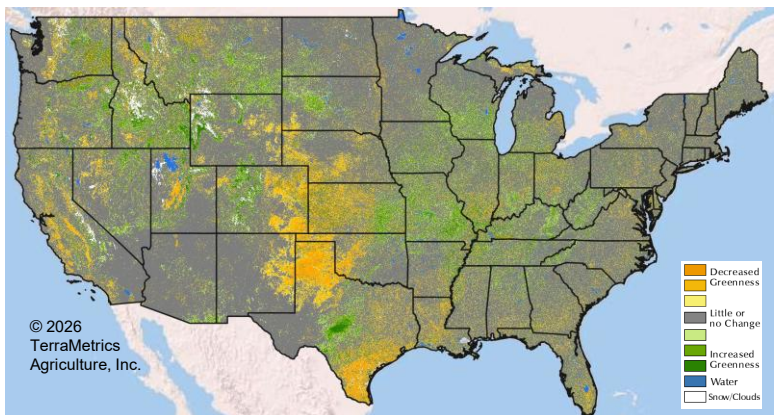 Decreased
Greenness
Little or
no Change
Increased
Greenness
Water
Snow/Clouds
© 2026
TerraMetrics
Agriculture, Inc.